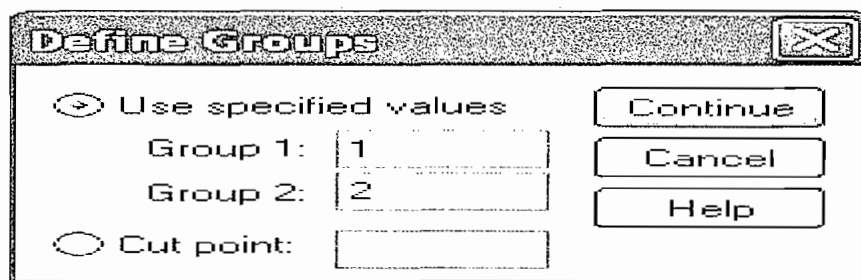 Define Groups
Use specified values
Group 1: 1
Group 2: 2
Cut point:
Continue
Cancel
Help